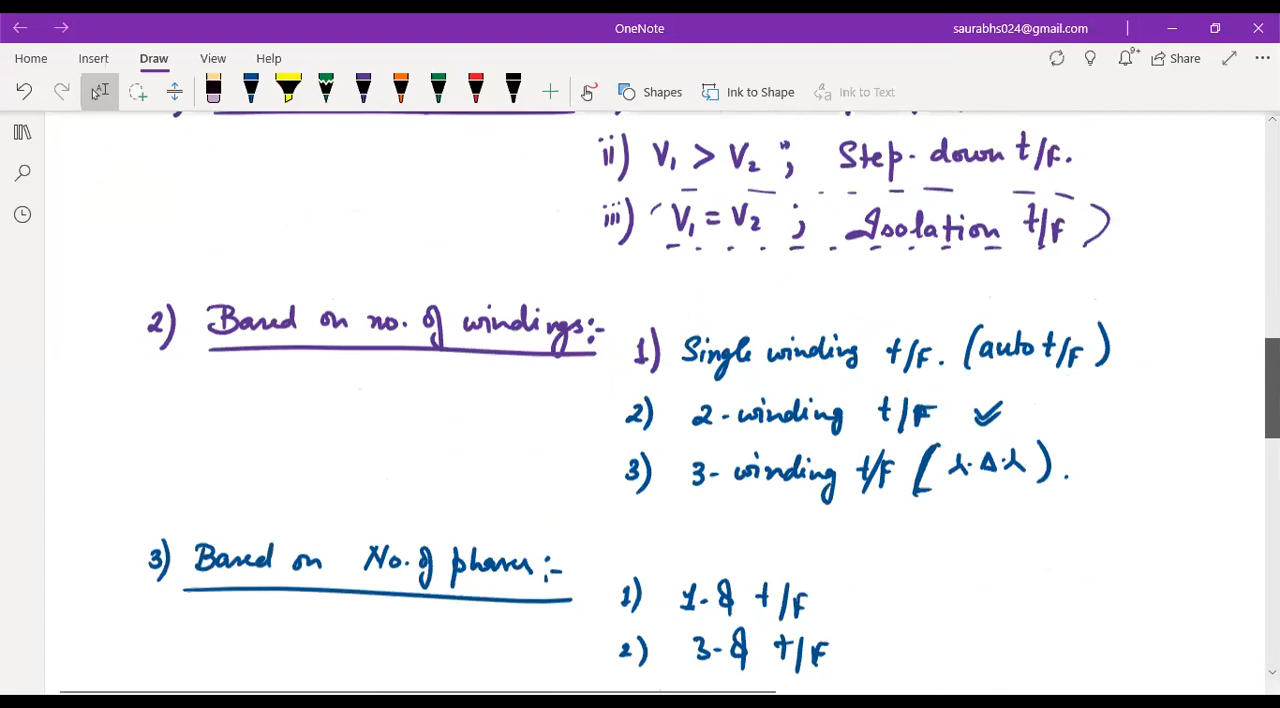 OneNote
saurabhs024@gmail.com
Home Insert Draw View Help
Share
Shapes Ink to Shape Ink to Text
ii) V₁ > V₂ ; Step-down t/F.
iii) ( V₁ = V₂ ; Isolation t/F )
2) Based on no. of windings:-
1) Single winding t/F. (auto t/F)
2) 2-winding t/F ✓
3) 3-winding t/F [ ⅄-Δ-⅄ ).
3) Based on No. of phases:-
1) 1-ϕ t/F
2) 3-ϕ t/F